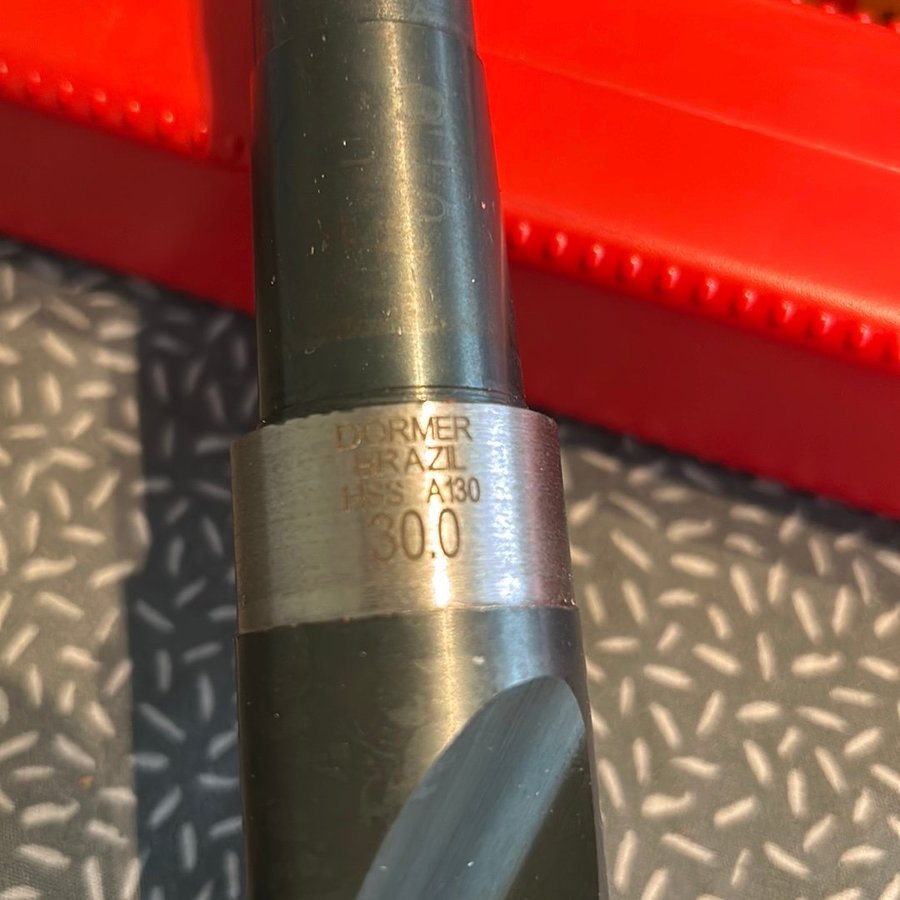 DORMER
BRAZIL
HSS A130
30.0